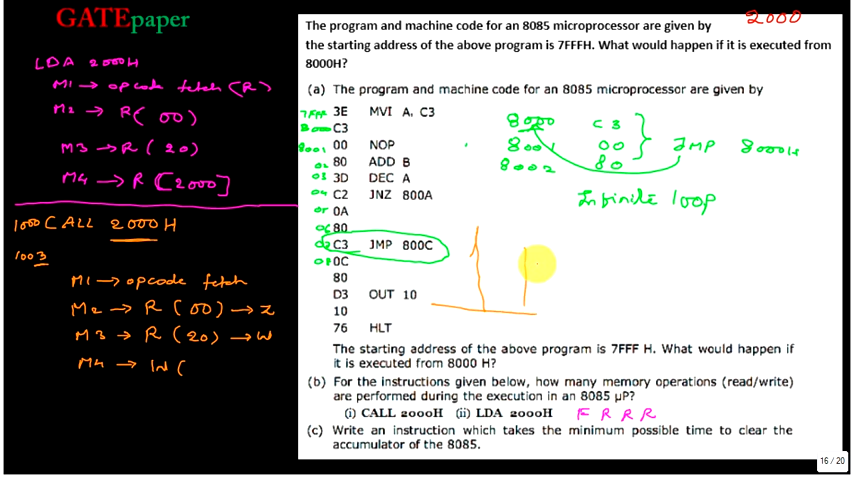 GATEpaper
LDA 2000H
M1 → opcode fetch (R)
M2 → R( 00)
M3 → R( 20)
M4 → R [2000]
1000 CALL 2000H
1003
M1 → opcode fetch
M2 → R (00) → Z
M3 → R (20) → W
M4 → W (
2000
The program and machine code for an 8085 microprocessor are given by
the starting address of the above program is 7FFFH. What would happen if it is executed from
8000H?
(a) The program and machine code for an 8085 microprocessor are given by
7FFF 3E MVI A, C3
8000 C3
8001 00 NOP
02 80 ADD B
03 3D DEC A
04 C2 JNZ 800A
05 0A
06 80
07 C3 JMP 800C
08 0C
80
D3 OUT 10
10
76 HLT
8000 C3
8001 00
8002 80
JMP 8000H
Infinite loop
The starting address of the above program is 7FFF H. What would happen if
it is executed from 8000 H?
(b) For the instructions given below, how many memory operations (read/write)
are performed during the execution in an 8085 μP?
(i) CALL 2000H (ii) LDA 2000H F R R R
(c) Write an instruction which takes the minimum possible time to clear the
accumulator of the 8085.
16 / 20